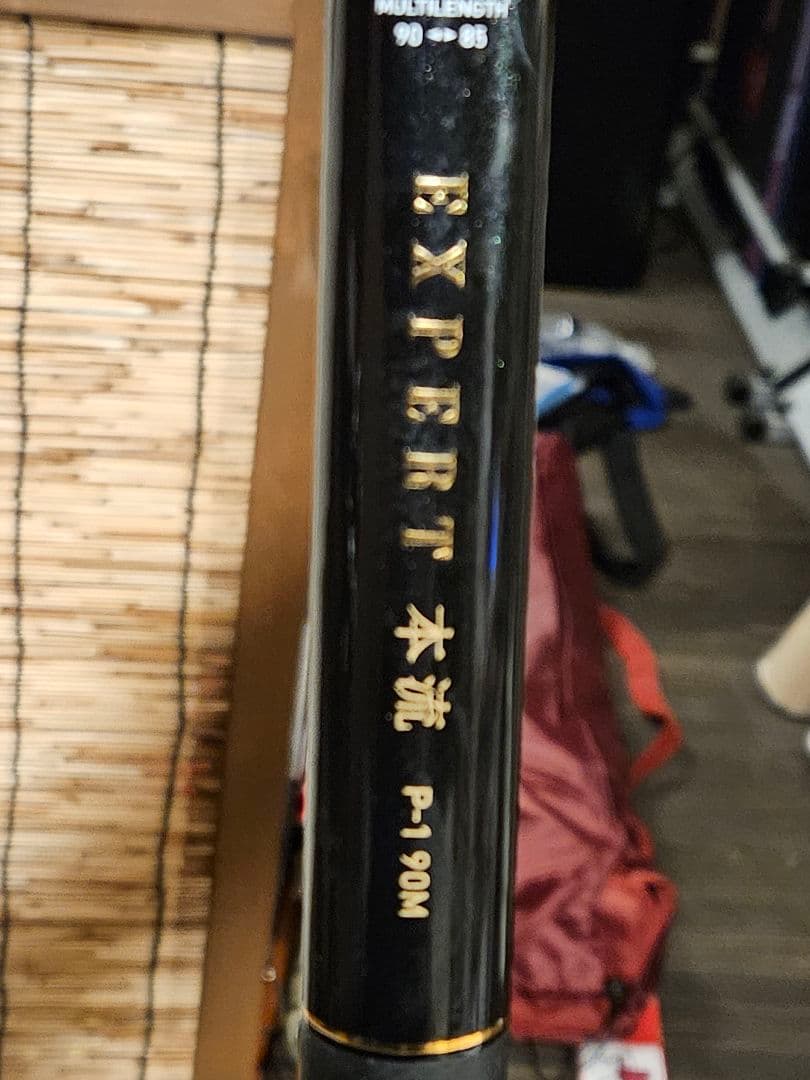 MULTILENGTH
90◄►85
EXPERT 本流 P-1 90M